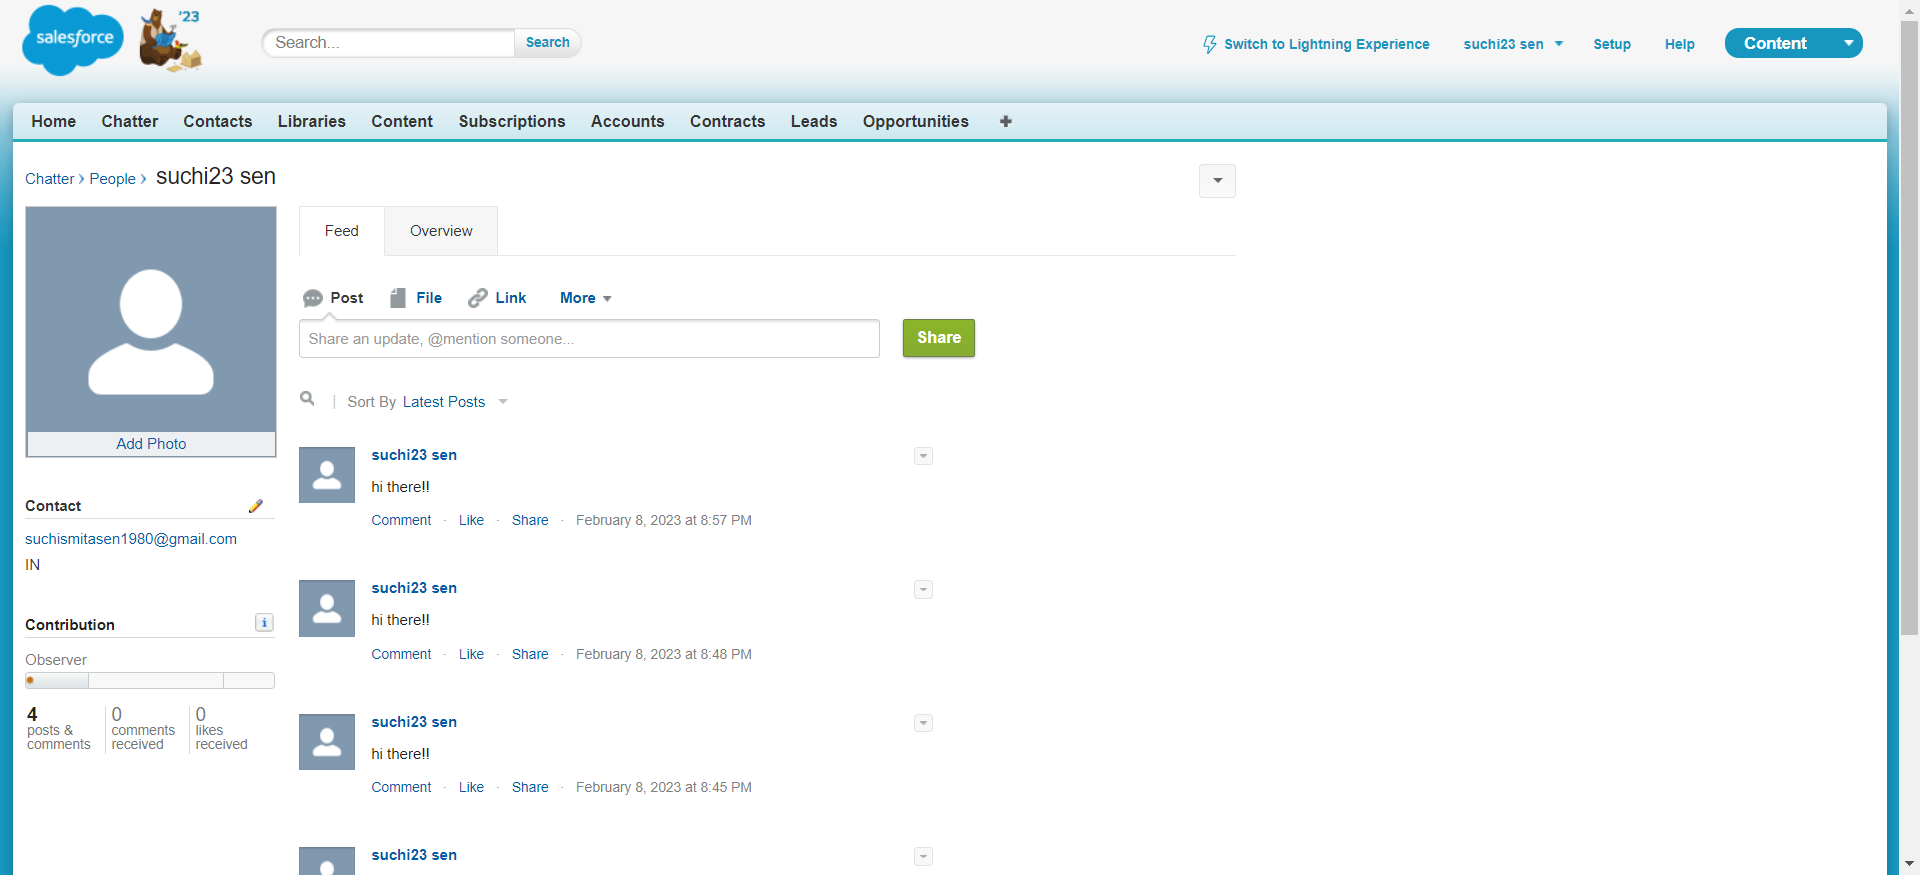 salesforce
'23
Search...
Search
Switch to Lightning Experience
suchi23 sen
Setup
Help
Content
Home
Chatter
Contacts
Libraries
Content
Subscriptions
Accounts
Contracts
Leads
Opportunities
Chatter › People › suchi23 sen
Add Photo
Contact
suchismitasen1980@gmail.com
IN
Contribution
Observer
4
posts &
comments
0
comments
received
0
likes
received
Feed
Overview
Post
File
Link
More
Share an update, @mention someone...
Share
| Sort By Latest Posts
suchi23 sen
hi there!!
Comment · Like · Share · February 8, 2023 at 8:57 PM
suchi23 sen
hi there!!
Comment · Like · Share · February 8, 2023 at 8:48 PM
suchi23 sen
hi there!!
Comment · Like · Share · February 8, 2023 at 8:45 PM
suchi23 sen